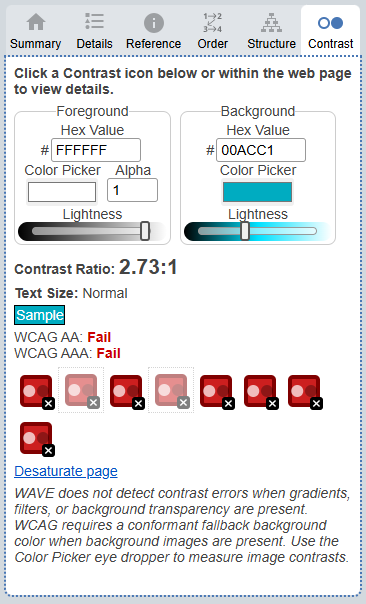 Summary Details Reference Order Structure Contrast
Click a Contrast icon below or within the web page
to view details.
Foreground
Hex Value
# FFFFFF
Color Picker Alpha
1
Lightness
Background
Hex Value
# 00ACC1
Color Picker
Lightness
Contrast Ratio: 2.73:1
Text Size: Normal
Sample
WCAG AA: Fail
WCAG AAA: Fail
Desaturate page
WAVE does not detect contrast errors when gradients,
filters, or background transparency are present.
WCAG requires a conformant fallback background
color when background images are present. Use the
Color Picker eye dropper to measure image contrasts.